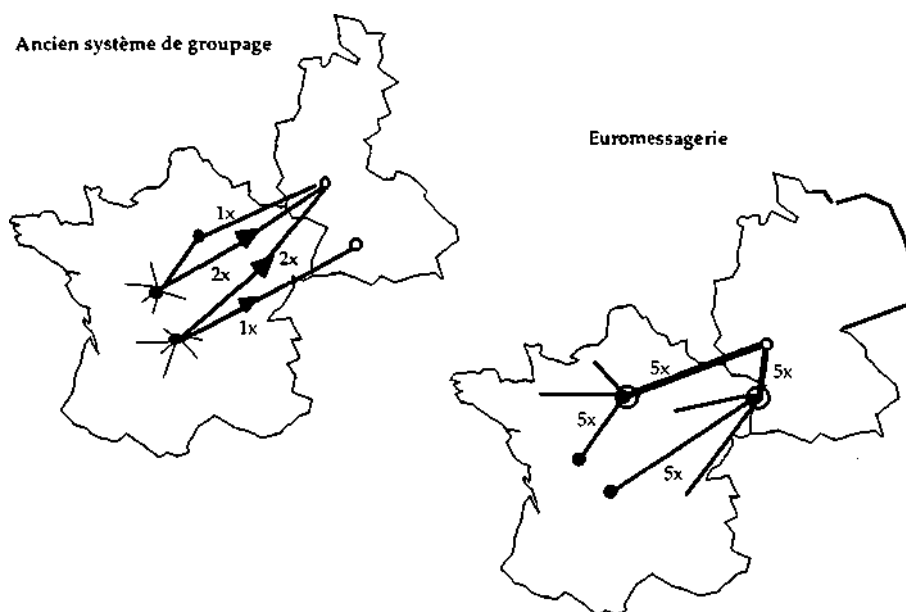 Ancien système de groupage
1x
2x
2x
1x
Euromessagerie
5x
5x
5x
5x